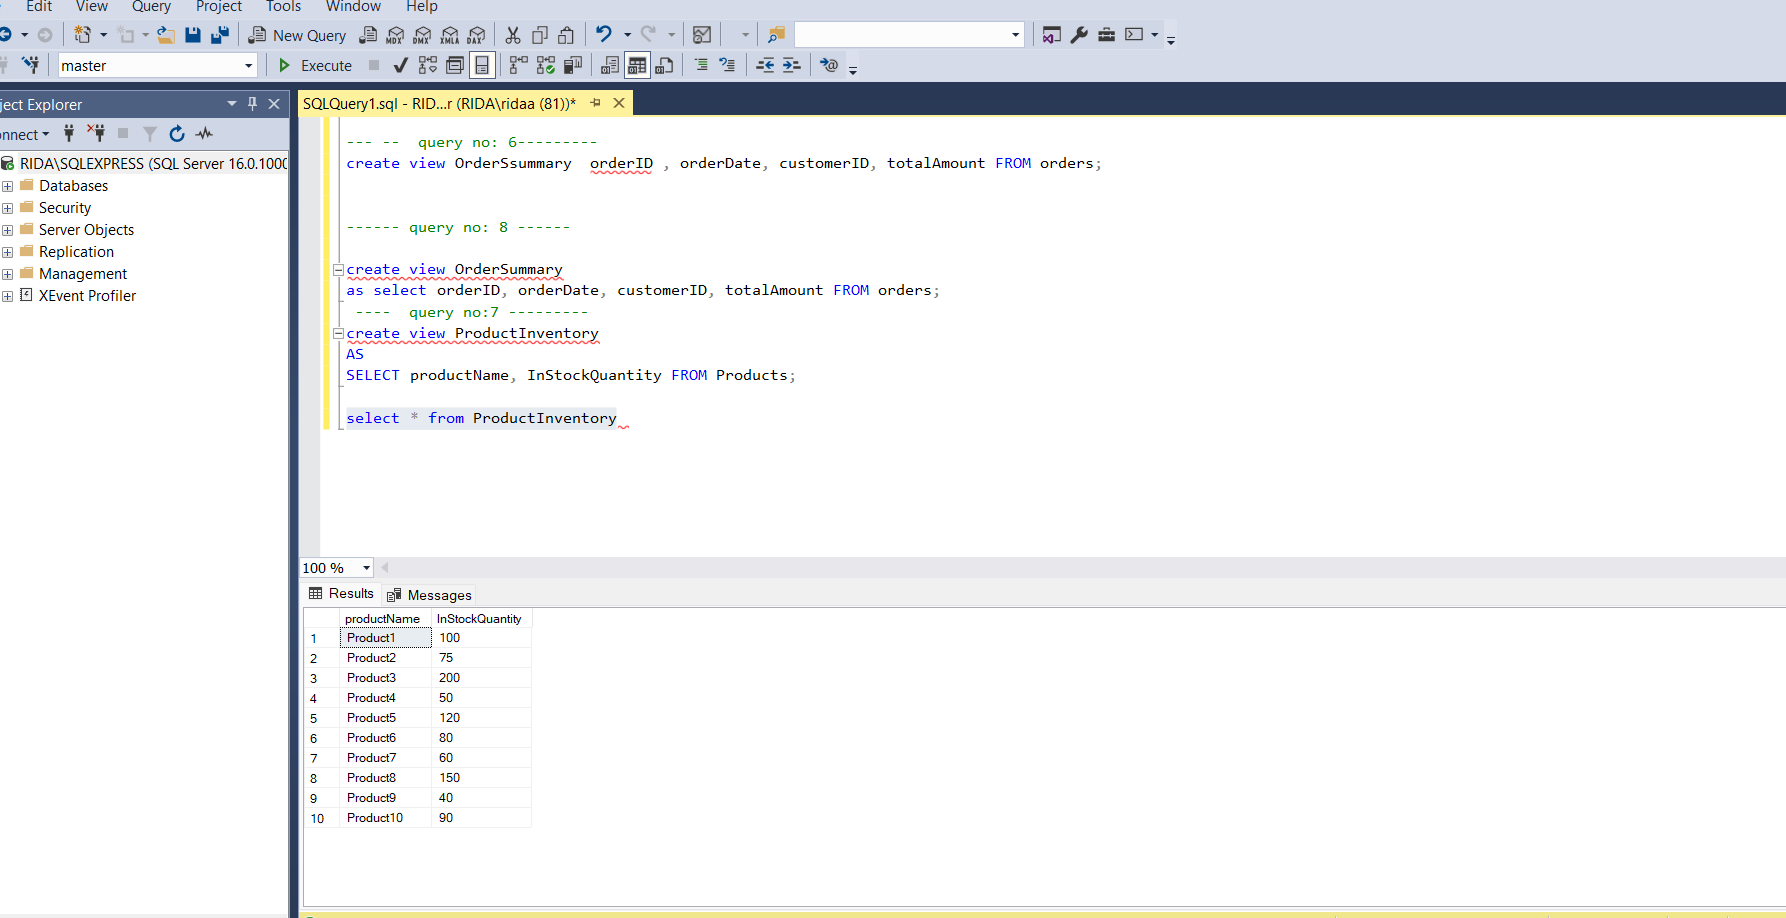 Edit View Query Project Tools Window Help
New Query MDX DMX XMLA DAX
master Execute
ject Explorer
nnect
RIDA\SQLEXPRESS (SQL Server 16.0.100
Databases
Security
Server Objects
Replication
Management
XEvent Profiler
SQLQuery1.sql - RID...r (RIDA\ridaa (81))*
--- -- query no: 6---------
create view OrderSsummary orderID , orderDate, customerID, totalAmount FROM orders;
------ query no: 8 ------
create view OrderSummary
as select orderID, orderDate, customerID, totalAmount FROM orders;
---- query no:7 ---------
create view ProductInventory
AS
SELECT productName, InStockQuantity FROM Products;
select * from ProductInventory
100 %
Results Messages
productName InStockQuantity
1 Product1 100
2 Product2 75
3 Product3 200
4 Product4 50
5 Product5 120
6 Product6 80
7 Product7 60
8 Product8 150
9 Product9 40
10 Product10 90